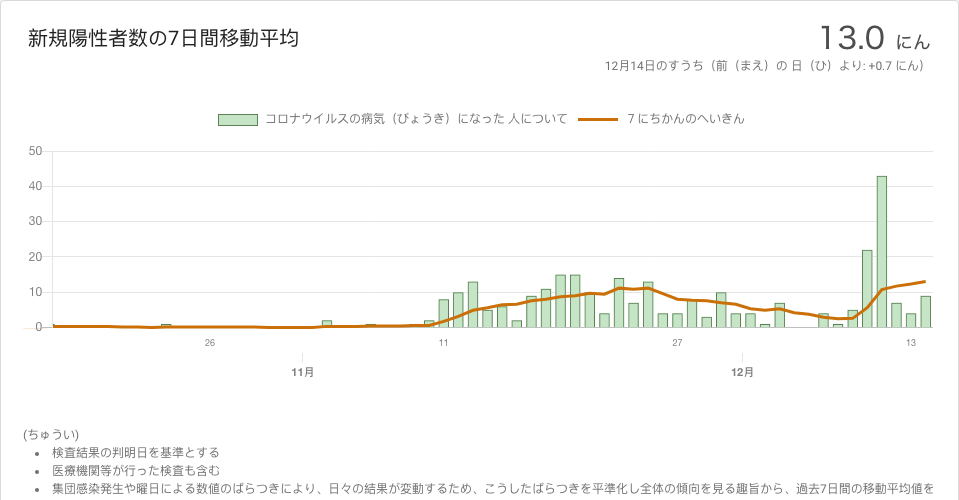 新規陽性者数の7日間移動平均
13.0 にん
12月14日のすうち（前（まえ）の 日（ひ）より: +0.7 にん）
コロナウイルスの病気（びょうき）になった 人について
７にちかんのへいきん
50
40
30
20
10
0
26
11
27
13
11月
12月
(ちゅうい)
• 検査結果の判明日を基準とする
• 医療機関等が行った検査も含む
• 集団感染発生や曜日による数値のばらつきにより、日々の結果が変動するため、こうしたばらつきを平準化し全体の傾向を見る趣旨から、過去7日間の移動平均値を